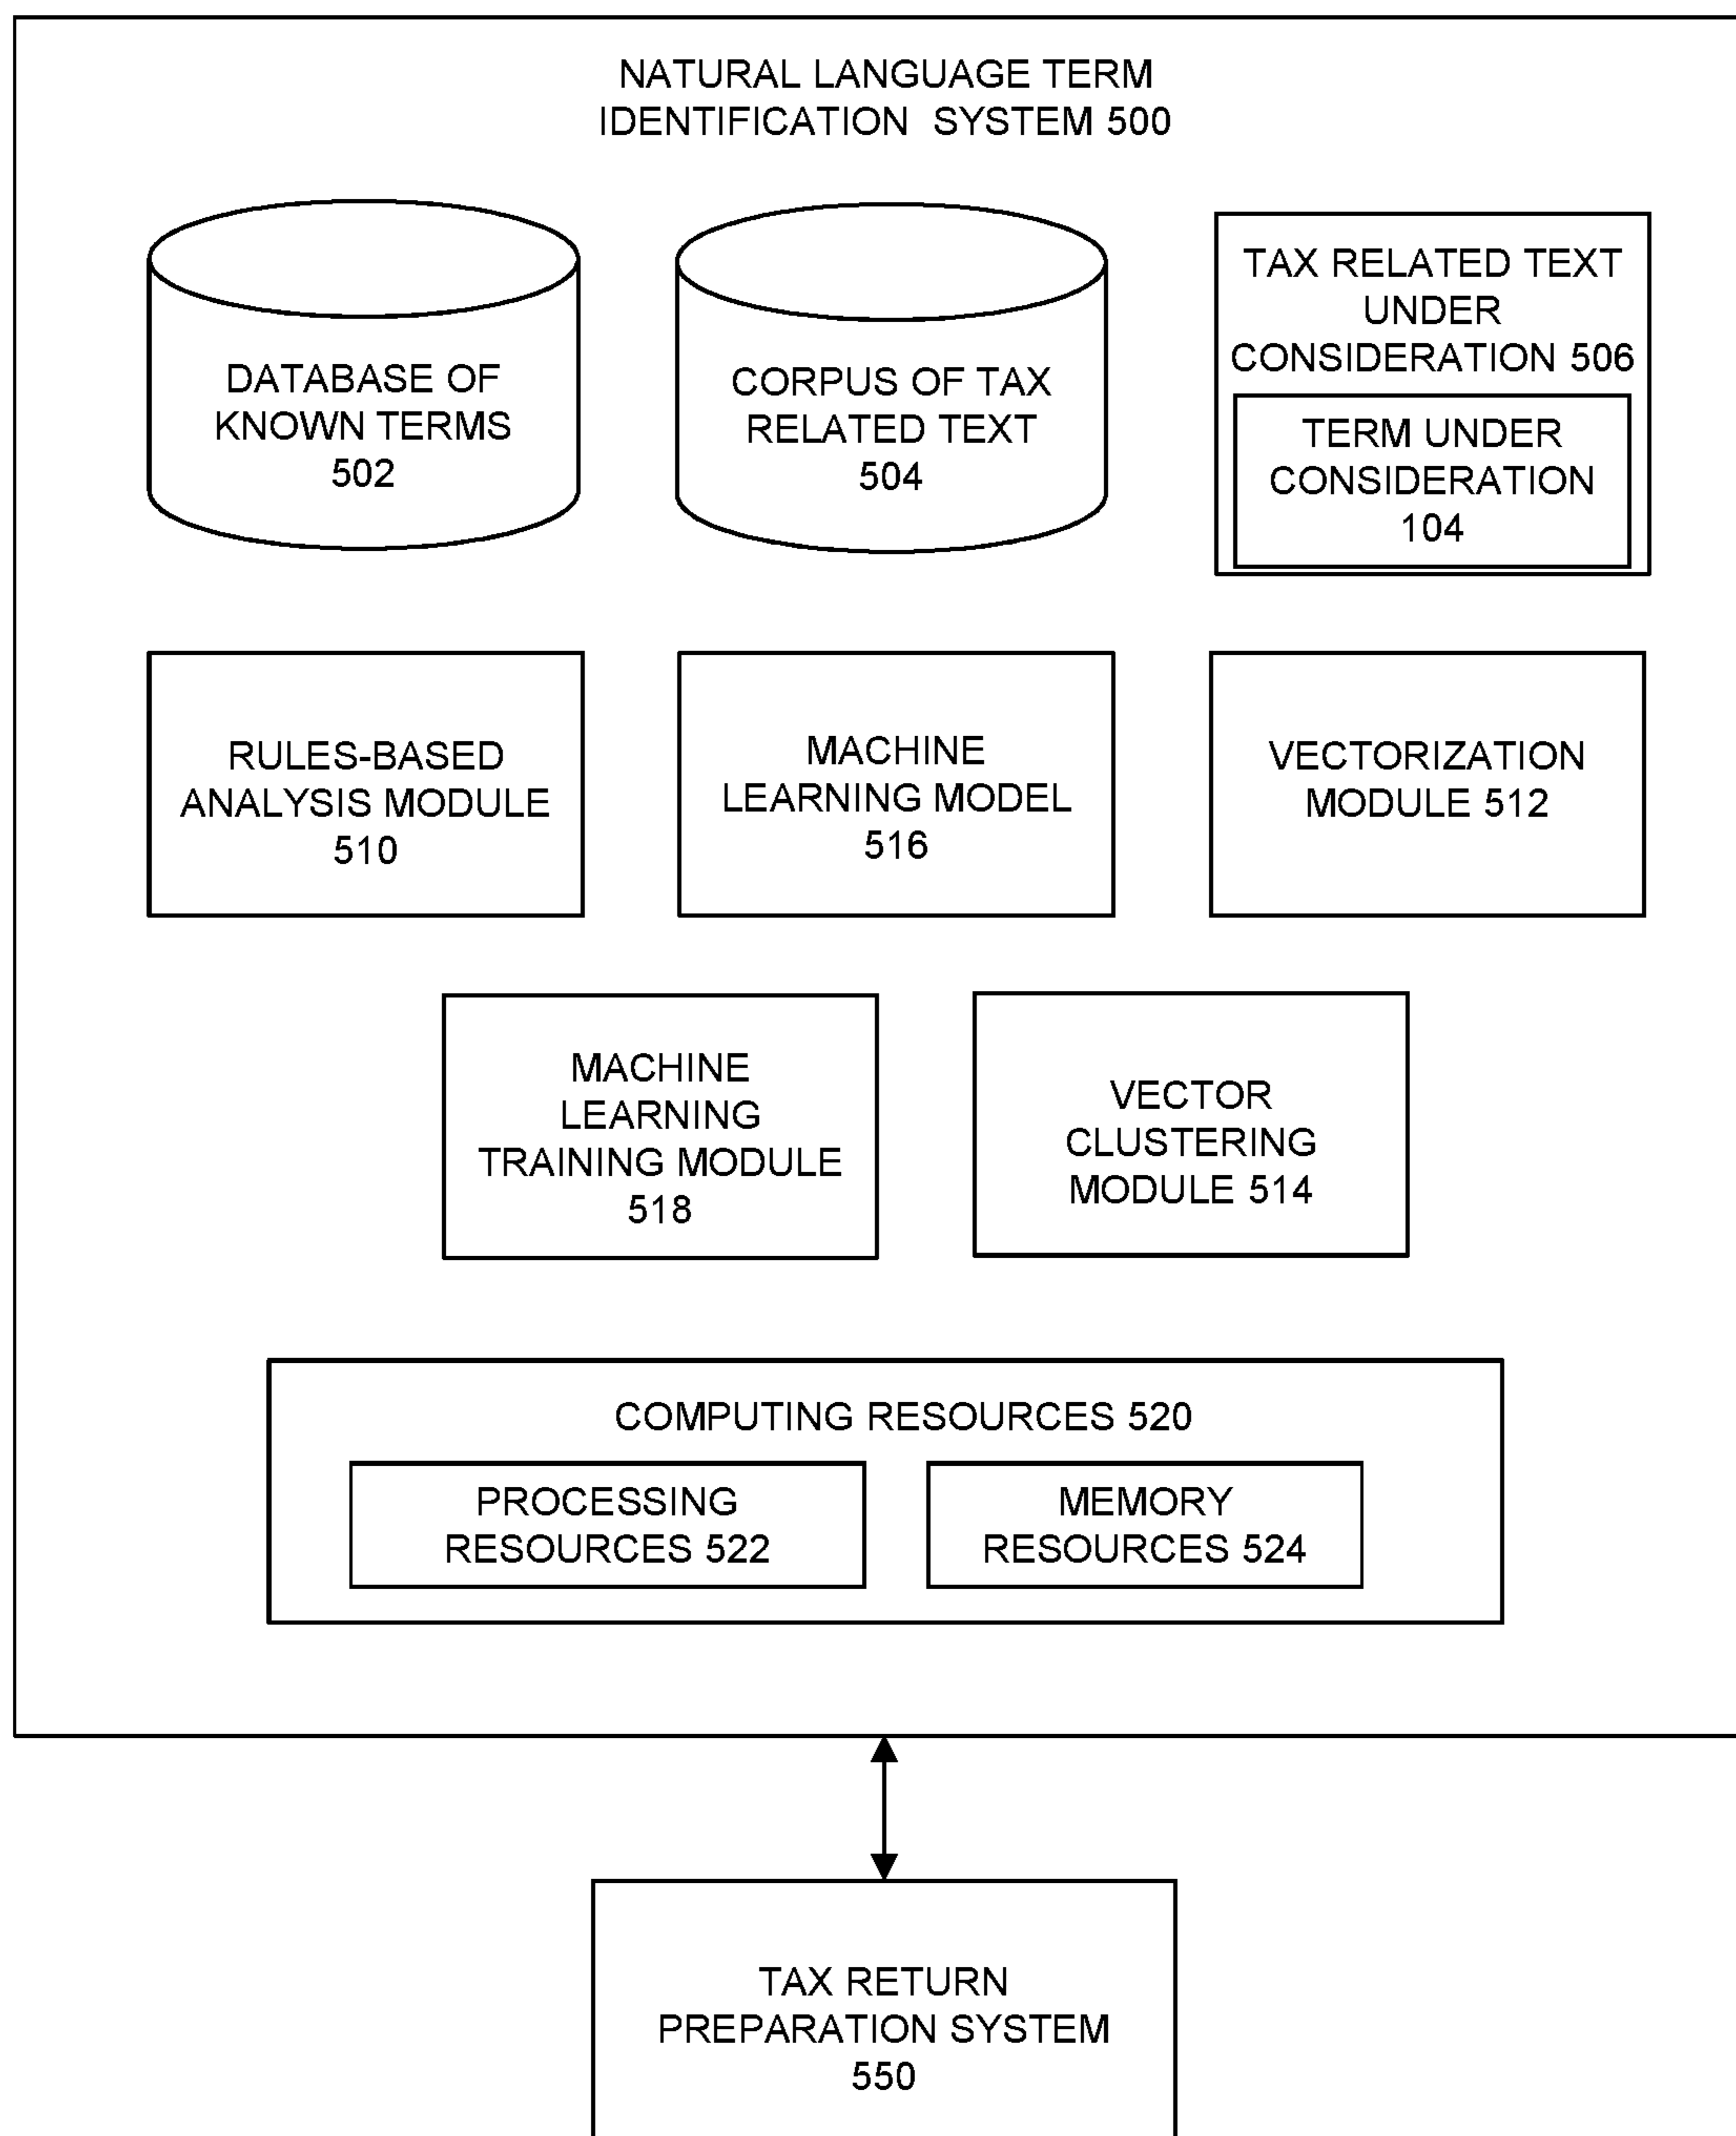 NATURAL LANGUAGE TERM
IDENTIFICATION SYSTEM 500
DATABASE OF
KNOWN TERMS
502
CORPUS OF TAX
RELATED TEXT
504
TAX RELATED TEXT
UNDER
CONSIDERATION 506
TERM UNDER
CONSIDERATION
104
RULES-BASED
ANALYSIS MODULE
510
MACHINE
LEARNING MODEL
516
VECTORIZATION
MODULE 512
MACHINE
LEARNING
TRAINING MODULE
518
VECTOR
CLUSTERING
MODULE 514
COMPUTING RESOURCES 520
PROCESSING
RESOURCES 522
MEMORY
RESOURCES 524
TAX RETURN
PREPARATION SYSTEM
550